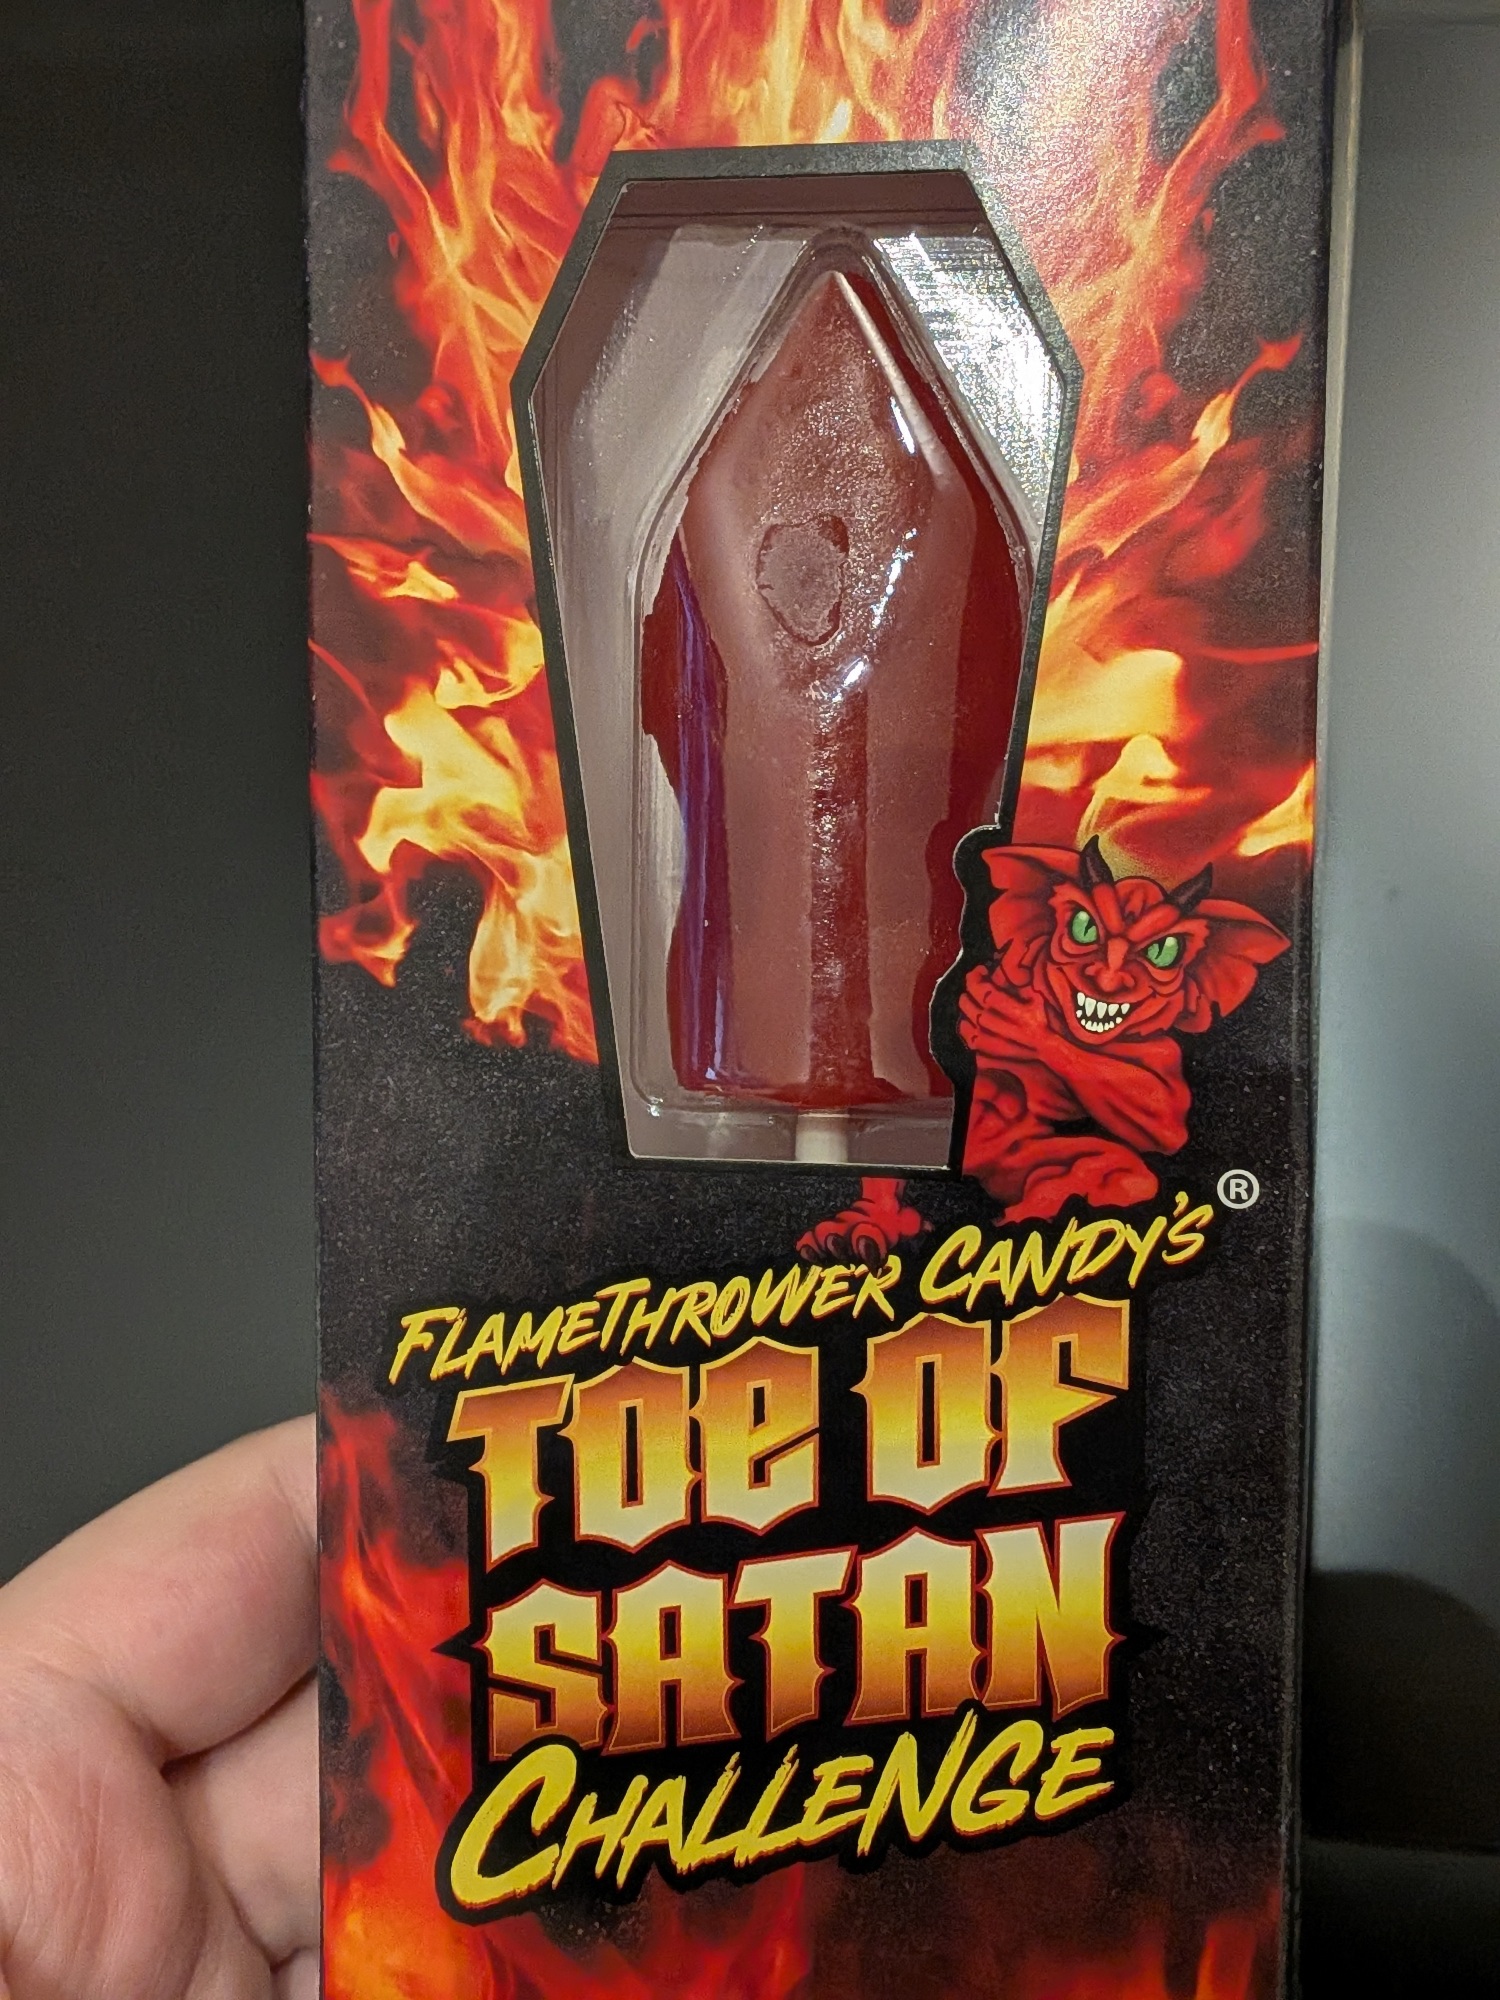 FLAMETHROWER CANDY'S®
TOE OF
SATAN
CHALLENGE